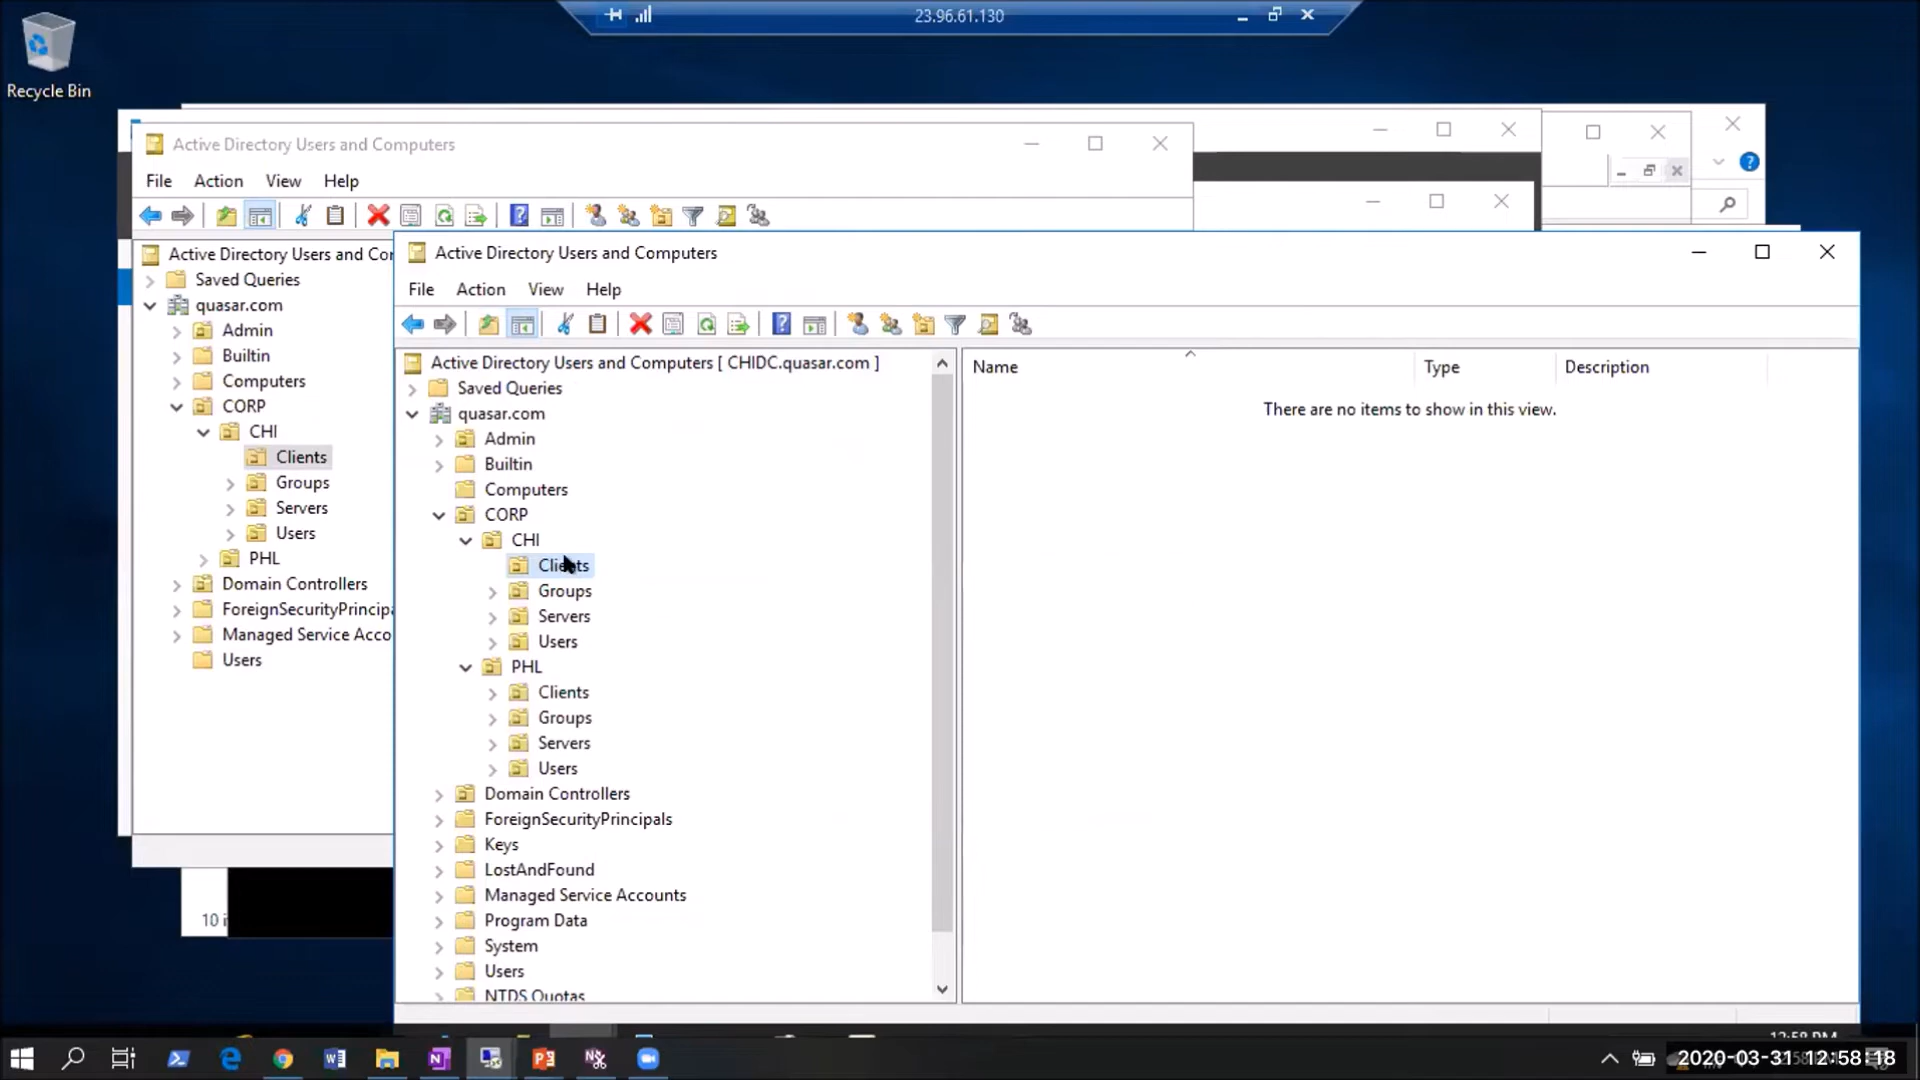 23.96.61.130
Recycle Bin
Active Directory Users and Computers
File Action View Help
Active Directory Users and Co
Saved Queries
quasar.com
Admin
Builtin
Computers
CORP
CHI
Clients
Groups
Servers
Users
PHL
Domain Controllers
ForeignSecurityPrincipa
Managed Service Acco
Users
10 i
Active Directory Users and Computers
File Action View Help
Active Directory Users and Computers [ CHIDC.quasar.com ]
Saved Queries
quasar.com
Admin
Builtin
Computers
CORP
CHI
Clients
Groups
Servers
Users
PHL
Clients
Groups
Servers
Users
Domain Controllers
ForeignSecurityPrincipals
Keys
LostAndFound
Managed Service Accounts
Program Data
System
Users
NTDS Quotas
Name Type Description
There are no items to show in this view.
12:58 PM
2020-03-31 12:58:18